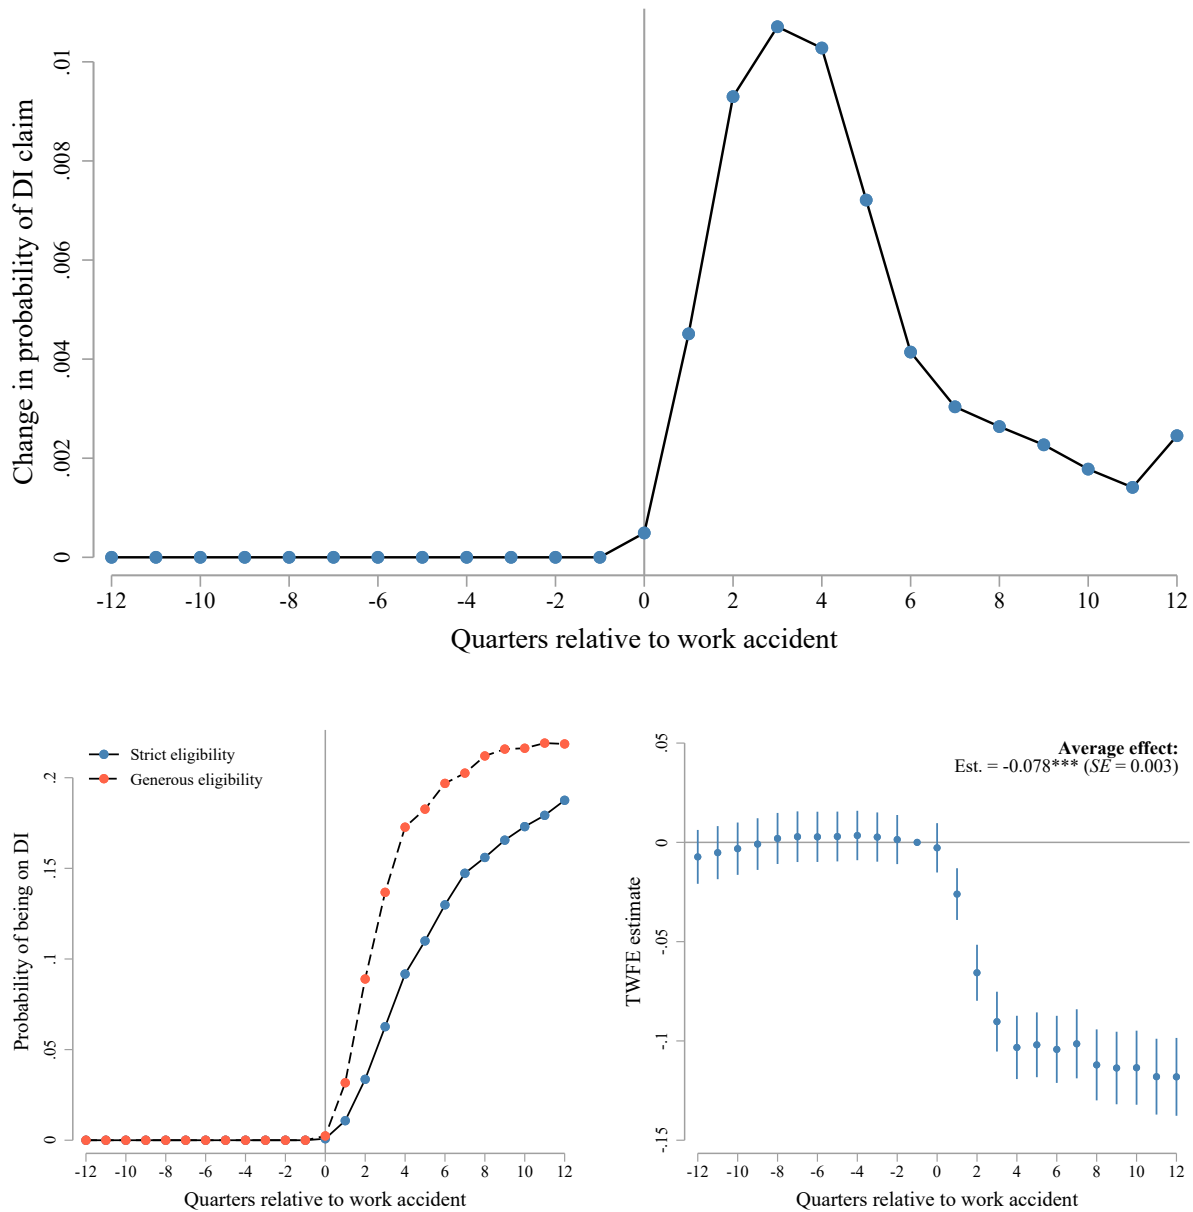 Change in probability of DI claim
.01
.008
.006
.004
.002
0
-12 -10 -8 -6 -4 -2 0 2 4 6 8 10 12
Quarters relative to work accident
Strict eligibility
Generous eligibility
Probability of being on DI
.2
.15
.1
.05
0
-12 -10 -8 -6 -4 -2 0 2 4 6 8 10 12
Quarters relative to work accident
Average effect:
Est. = -0.078*** (SE = 0.003)
TWFE estimate
.05
0
-.05
-.1
-.15
-12 -10 -8 -6 -4 -2 0 2 4 6 8 10 12
Quarters relative to work accident